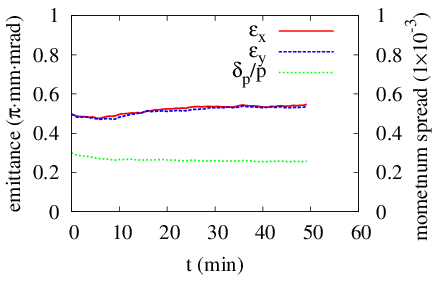 1
0.8
0.6
0.4
0.2
0
emittance (π·mm·mrad)
εx
εy
δp/p
1
0.8
0.6
0.4
0.2
0
mometnum spread (1×10⁻³)
0 10 20 30 40 50 60
t (min)